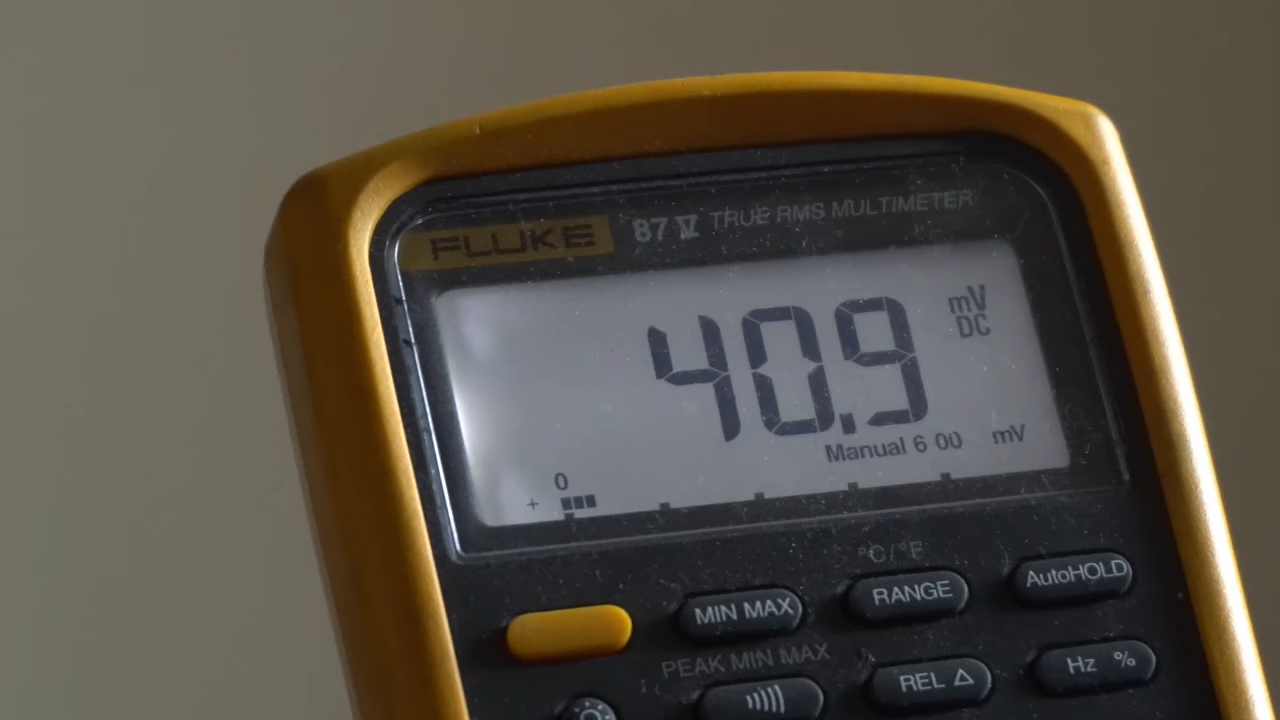 FLUKE 87 V TRUE RMS MULTIMETER
40.9 mV DC
Manual 6 00 mV
0
+
°C/°F
MIN MAX RANGE AutoHOLD
PEAK MIN MAX
REL Δ Hz %